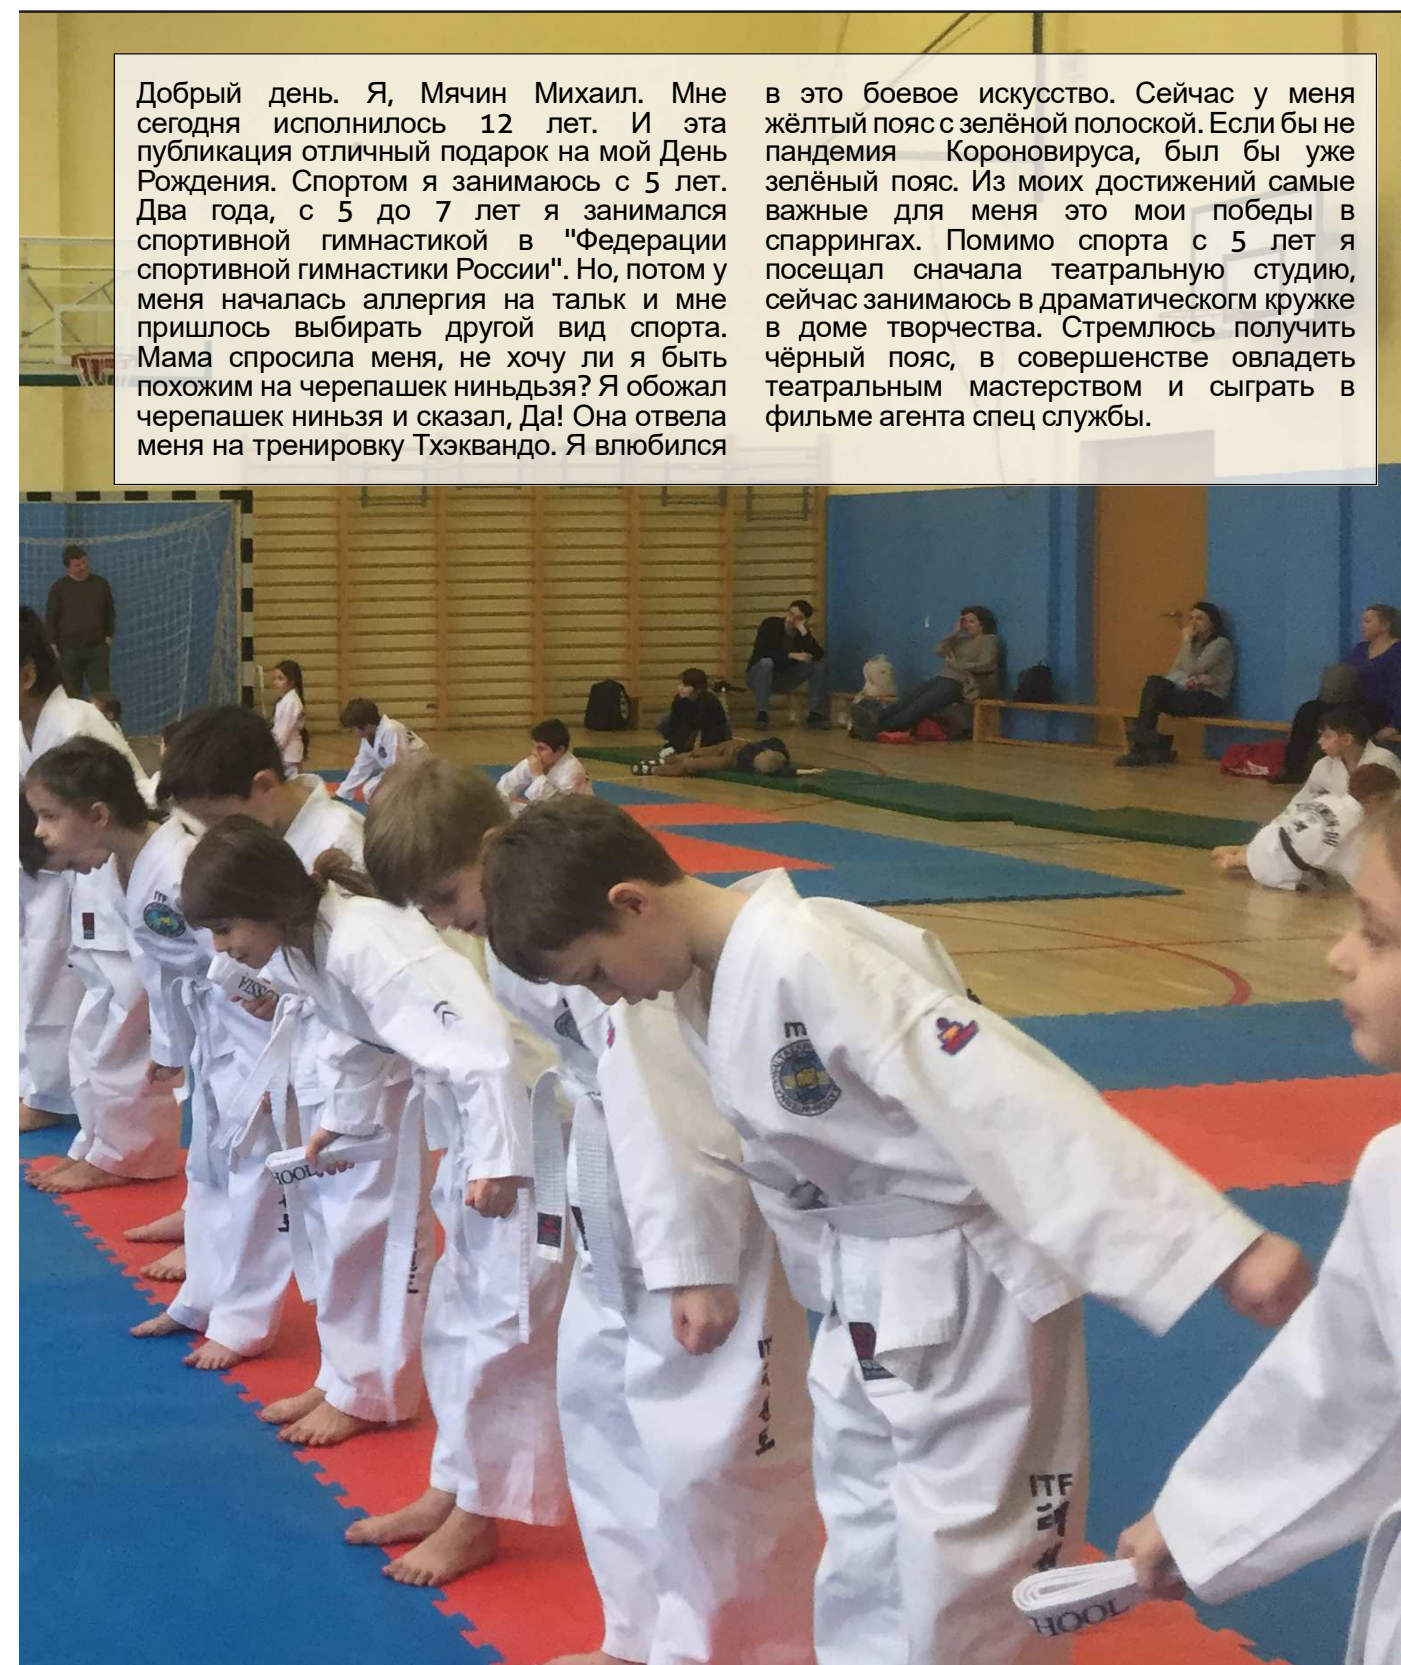 Добрый день. Я, Мячин Михаил. Мне
сегодня исполнилось 12 лет. И эта
публикация отличный подарок на мой День
Рождения. Спортом я занимаюсь с 5 лет.
Два года, с 5 до 7 лет я занимался
спортивной гимнастикой в "Федерации
спортивной гимнастики России". Но, потом у
меня началась аллергия на тальк и мне
пришлось выбирать другой вид спорта.
Мама спросила меня, не хочу ли я быть
похожим на черепашек ниньдьзя? Я обожал
черепашек ниньзя и сказал, Да! Она отвела
меня на тренировку Тхэквандо. Я влюбился
в это боевое искусство. Сейчас у меня
жёлтый пояс с зелёной полоской. Если бы не
пандемия Короновируса, был бы уже
зелёный пояс. Из моих достижений самые
важные для меня это мои победы в
спаррингах. Помимо спорта с 5 лет я
посещал сначала театральную студию,
сейчас занимаюсь в драматическогм кружке
в доме творчества. Стремлюсь получить
чёрный пояс, в совершенстве овладеть
театральным мастерством и сыграть в
фильме агента спец службы.
ITF
ITF
HOOL